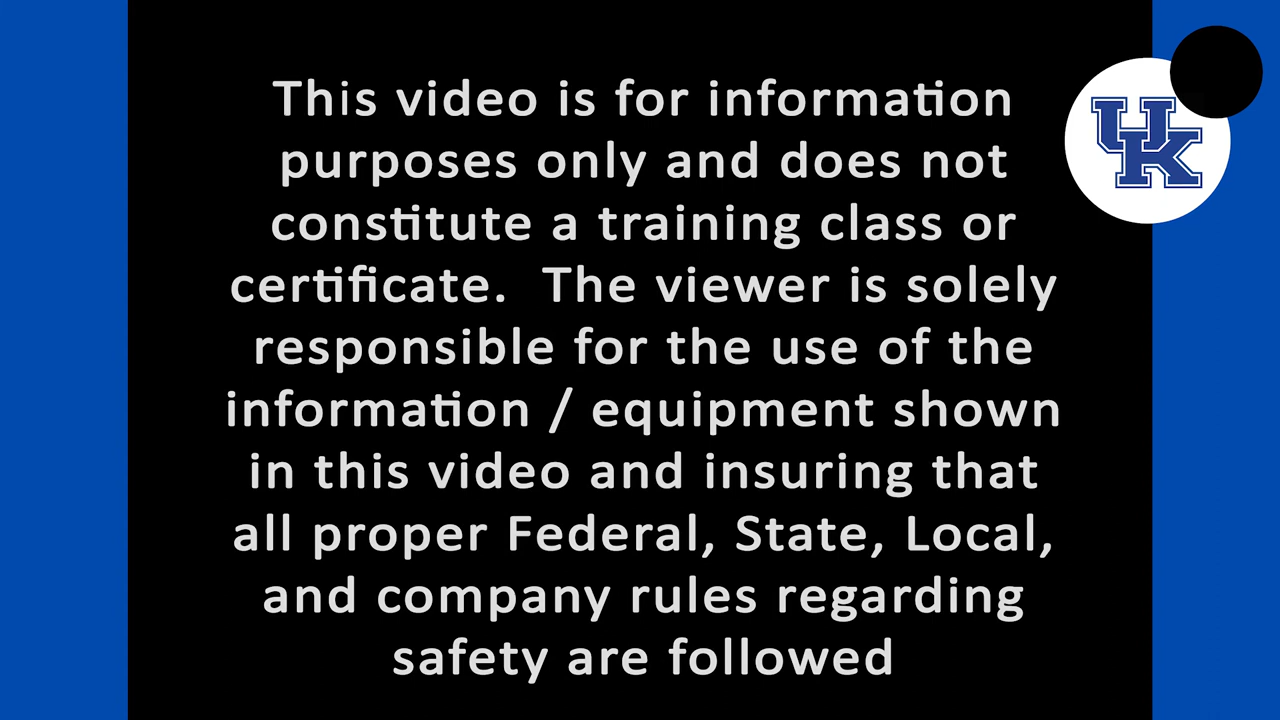 This video is for information
purposes only and does not
constitute a training class or
certificate.  The viewer is solely
responsible for the use of the
information / equipment shown
in this video and insuring that
all proper Federal, State, Local,
and company rules regarding
safety are followed
UK